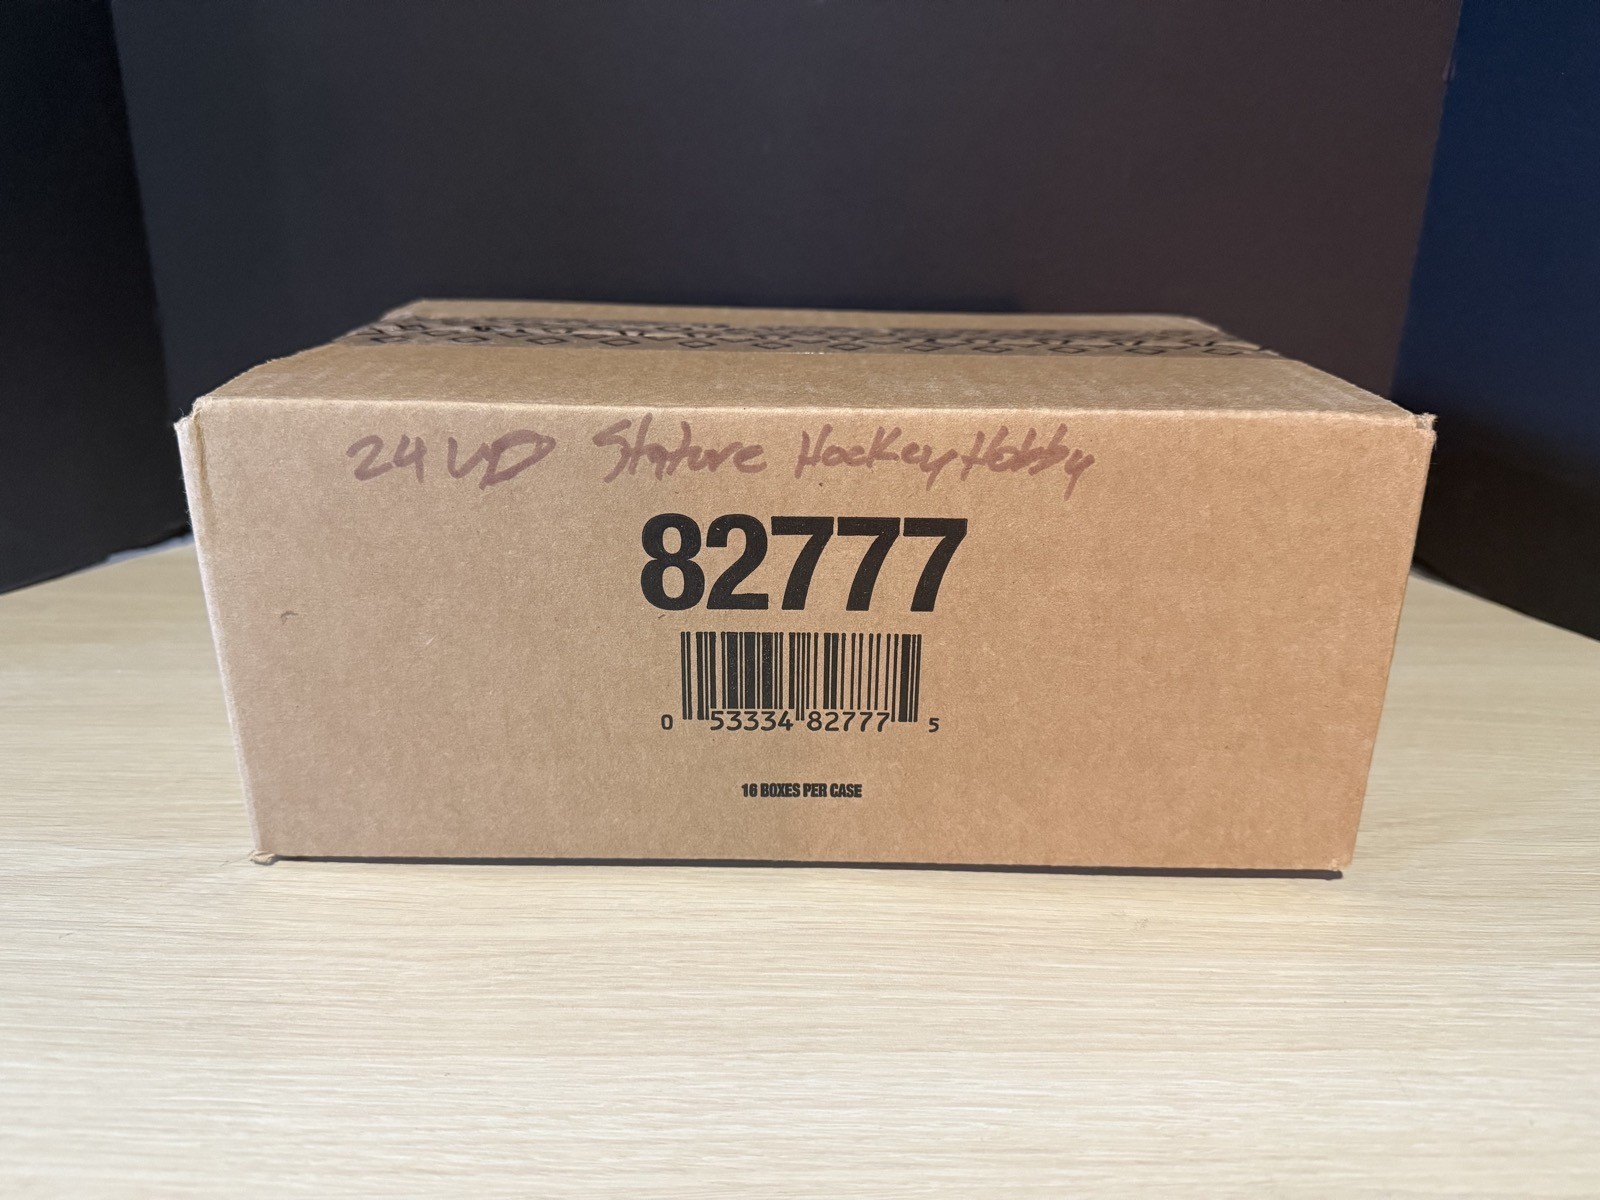 24 UD Stature Hockey Hobby
82777
0 53334 82777 5
16 BOXES PER CASE